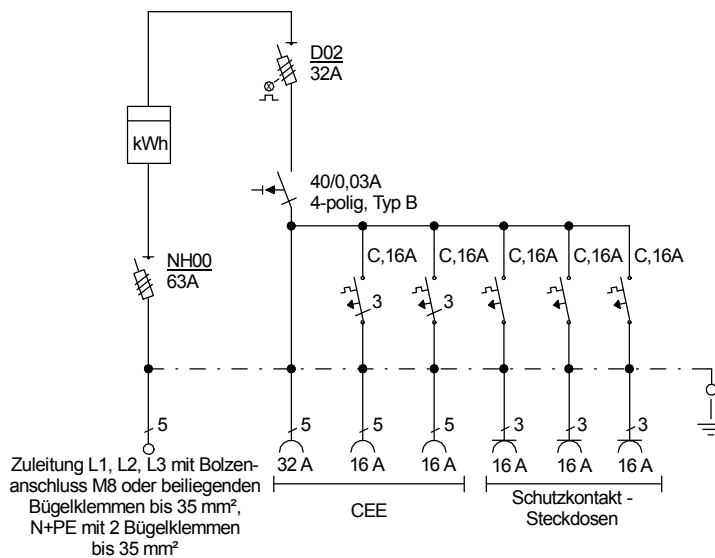 D02
32A
kWh
40/0,03A
4-polig, Typ B
NH00
63A
C,16A
C,16A
C,16A
C,16A
C,16A
3
3
5
5
5
5
3
3
3
32 A
16 A
16 A
16 A
16 A
16 A
Zuleitung L1, L2, L3 mit Bolzen-
anschluss M8 oder beiliegenden
Bügelklemmen bis 35 mm²,
N+PE mit 2 Bügelklemmen
bis 35 mm²
CEE
Schutzkontakt -
Steckdosen